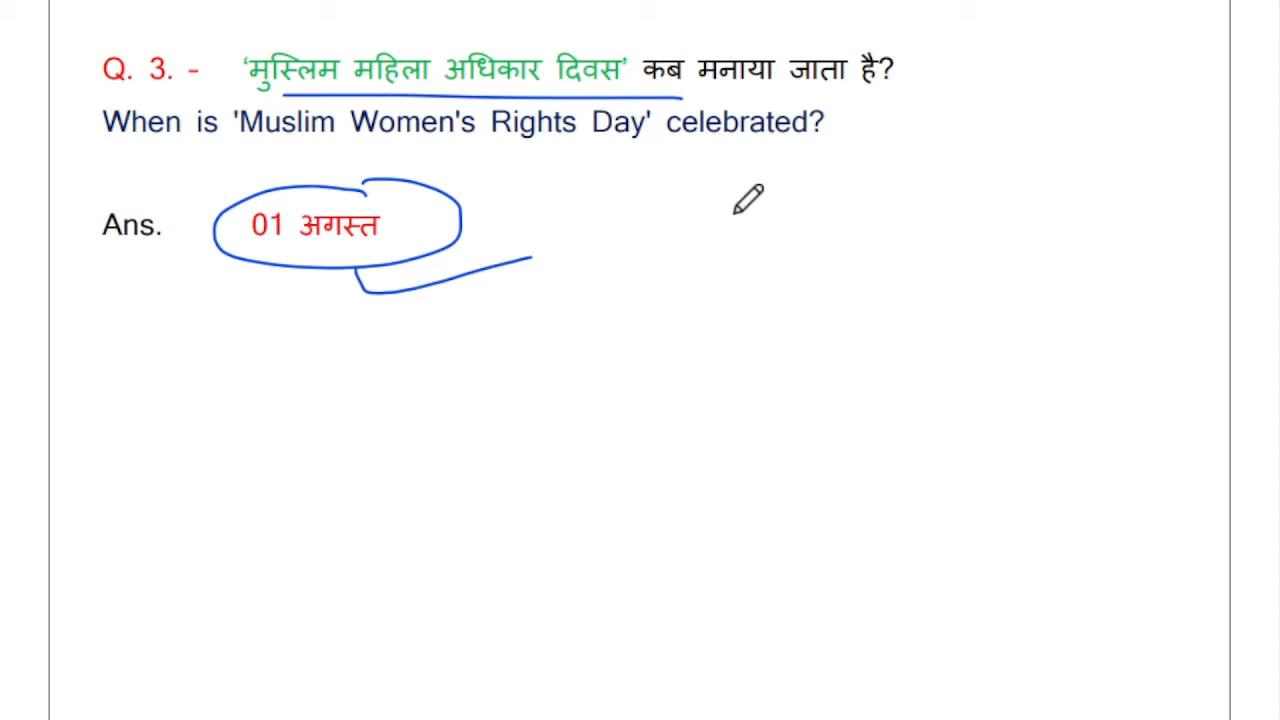 Q. 3. - ‘मुस्लिम महिला अधिकार दिवस’ कब मनाया जाता है?
When is 'Muslim Women's Rights Day' celebrated?
Ans. 01 अगस्त